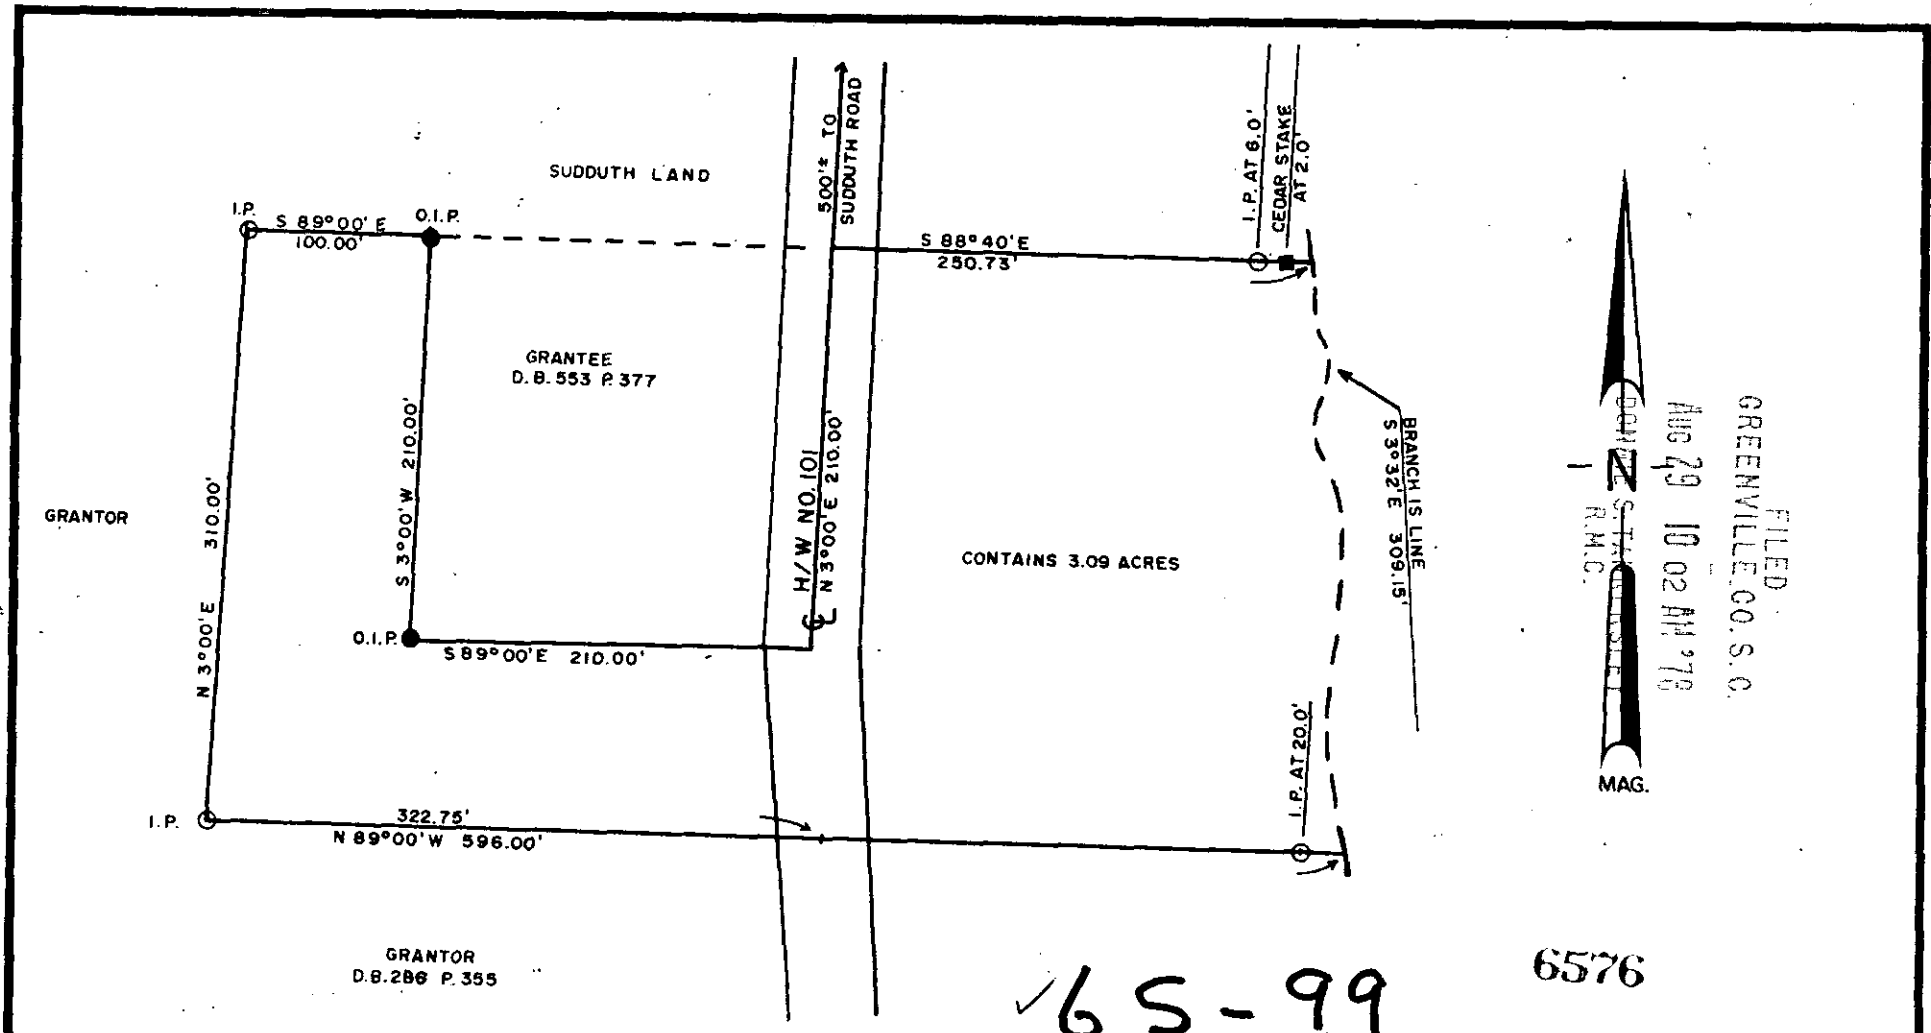 SUDDUTH LAND
500'± TO
SUDDUTH ROAD
I.P. AT 6.0'
CEDAR STAKE
AT 2.0'
I.P.
S 89°00' E
100.00'
O.I.P.
S 88°40'E
250.73'
GRANTEE
D.B. 553 P. 377
S 3°00'W 210.00'
H/W NO. 101
N 3°00'E 210.00'
BRANCH IS LINE
S 3°32'E 309.15'
GRANTOR
N 3°00'E 310.00'
CONTAINS 3.09 ACRES
O.I.P.
S 89°00'E 210.00'
I.P. AT 20.0'
I.P.
322.75'
N 89°00'W 596.00'
GRANTOR
D.B. 286 P. 355
N
MAG.
FILED
GREENVILLE.CO. S. C.
AUG 29 10 02 AM '78
R.M.C.
✓6S-99
6576